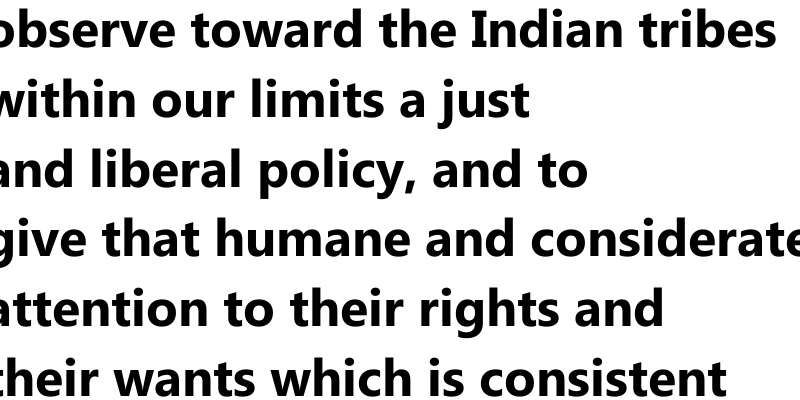 observe toward the Indian tribes
within our limits a just
and liberal policy, and to
give that humane and considerate
attention to their rights and
their wants which is consistent